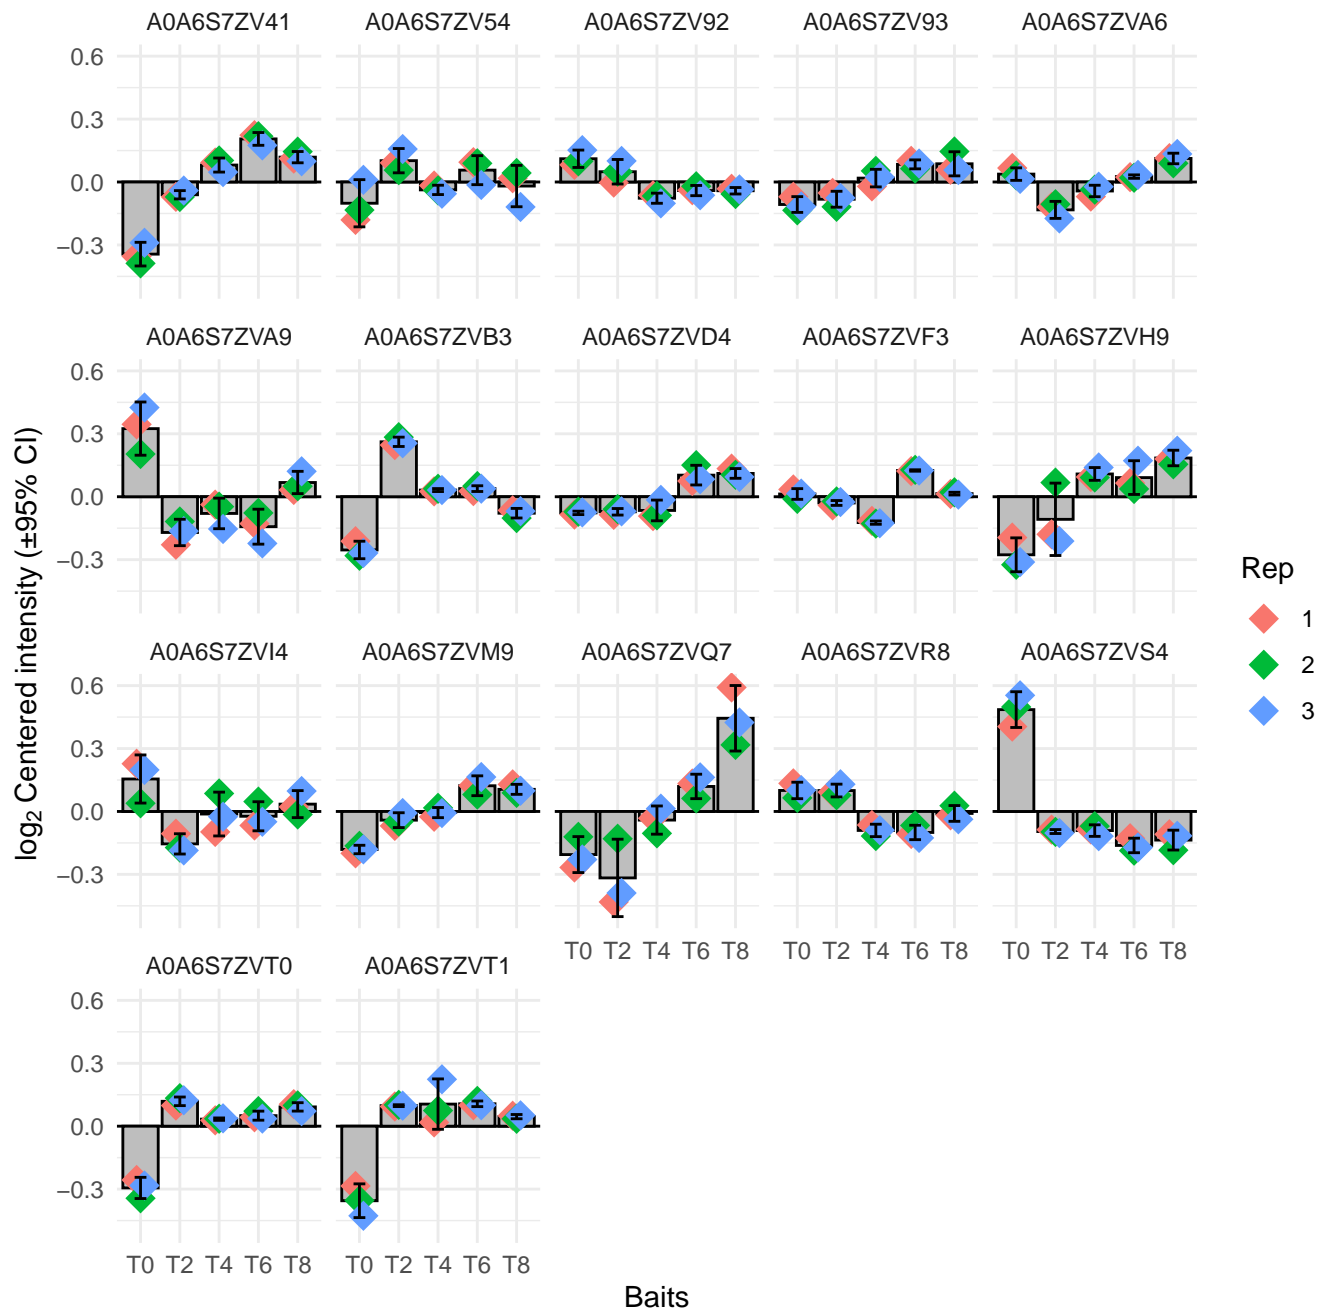 A0A6S7ZV41 A0A6S7ZV54 A0A6S7ZV92 A0A6S7ZV93 A0A6S7ZVA6
0.6
0.3
0.0
−0.3
A0A6S7ZVA9 A0A6S7ZVB3 A0A6S7ZVD4 A0A6S7ZVF3 A0A6S7ZVH9
0.6
0.3
0.0
−0.3
A0A6S7ZVI4 A0A6S7ZVM9 A0A6S7ZVQ7 A0A6S7ZVR8 A0A6S7ZVS4
0.6
0.3
0.0
−0.3
T0 T2 T4 T6 T8 T0 T2 T4 T6 T8 T0 T2 T4 T6 T8
A0A6S7ZVT0 A0A6S7ZVT1
0.6
0.3
0.0
−0.3
T0 T2 T4 T6 T8 T0 T2 T4 T6 T8
Baits
log2 Centered intensity (±95% CI)
Rep
1
2
3